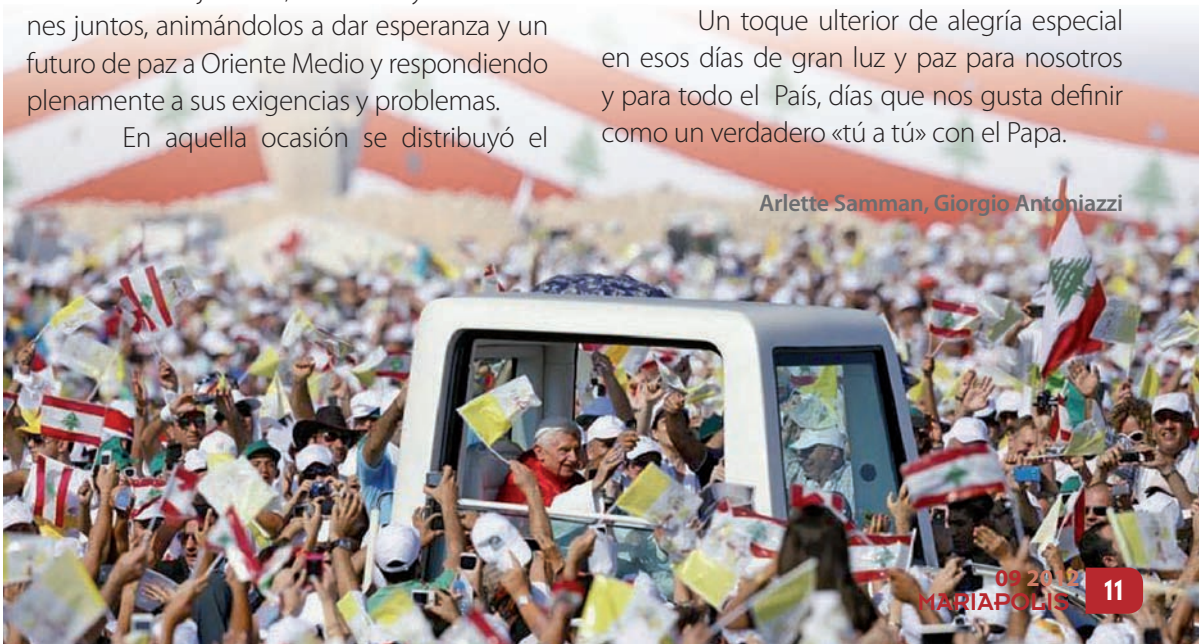 nes juntos, animándolos a dar esperanza y un
futuro de paz a Oriente Medio y respondiendo
plenamente a sus exigencias y problemas.
En aquella ocasión se distribuyó el
Un toque ulterior de alegría especial
en esos días de gran luz y paz para nosotros
y para todo el País, días que nos gusta definir
como un verdadero «tú a tú» con el Papa.
Arlette Samman, Giorgio Antoniazzi
09 2012
MARIAPOLIS
11